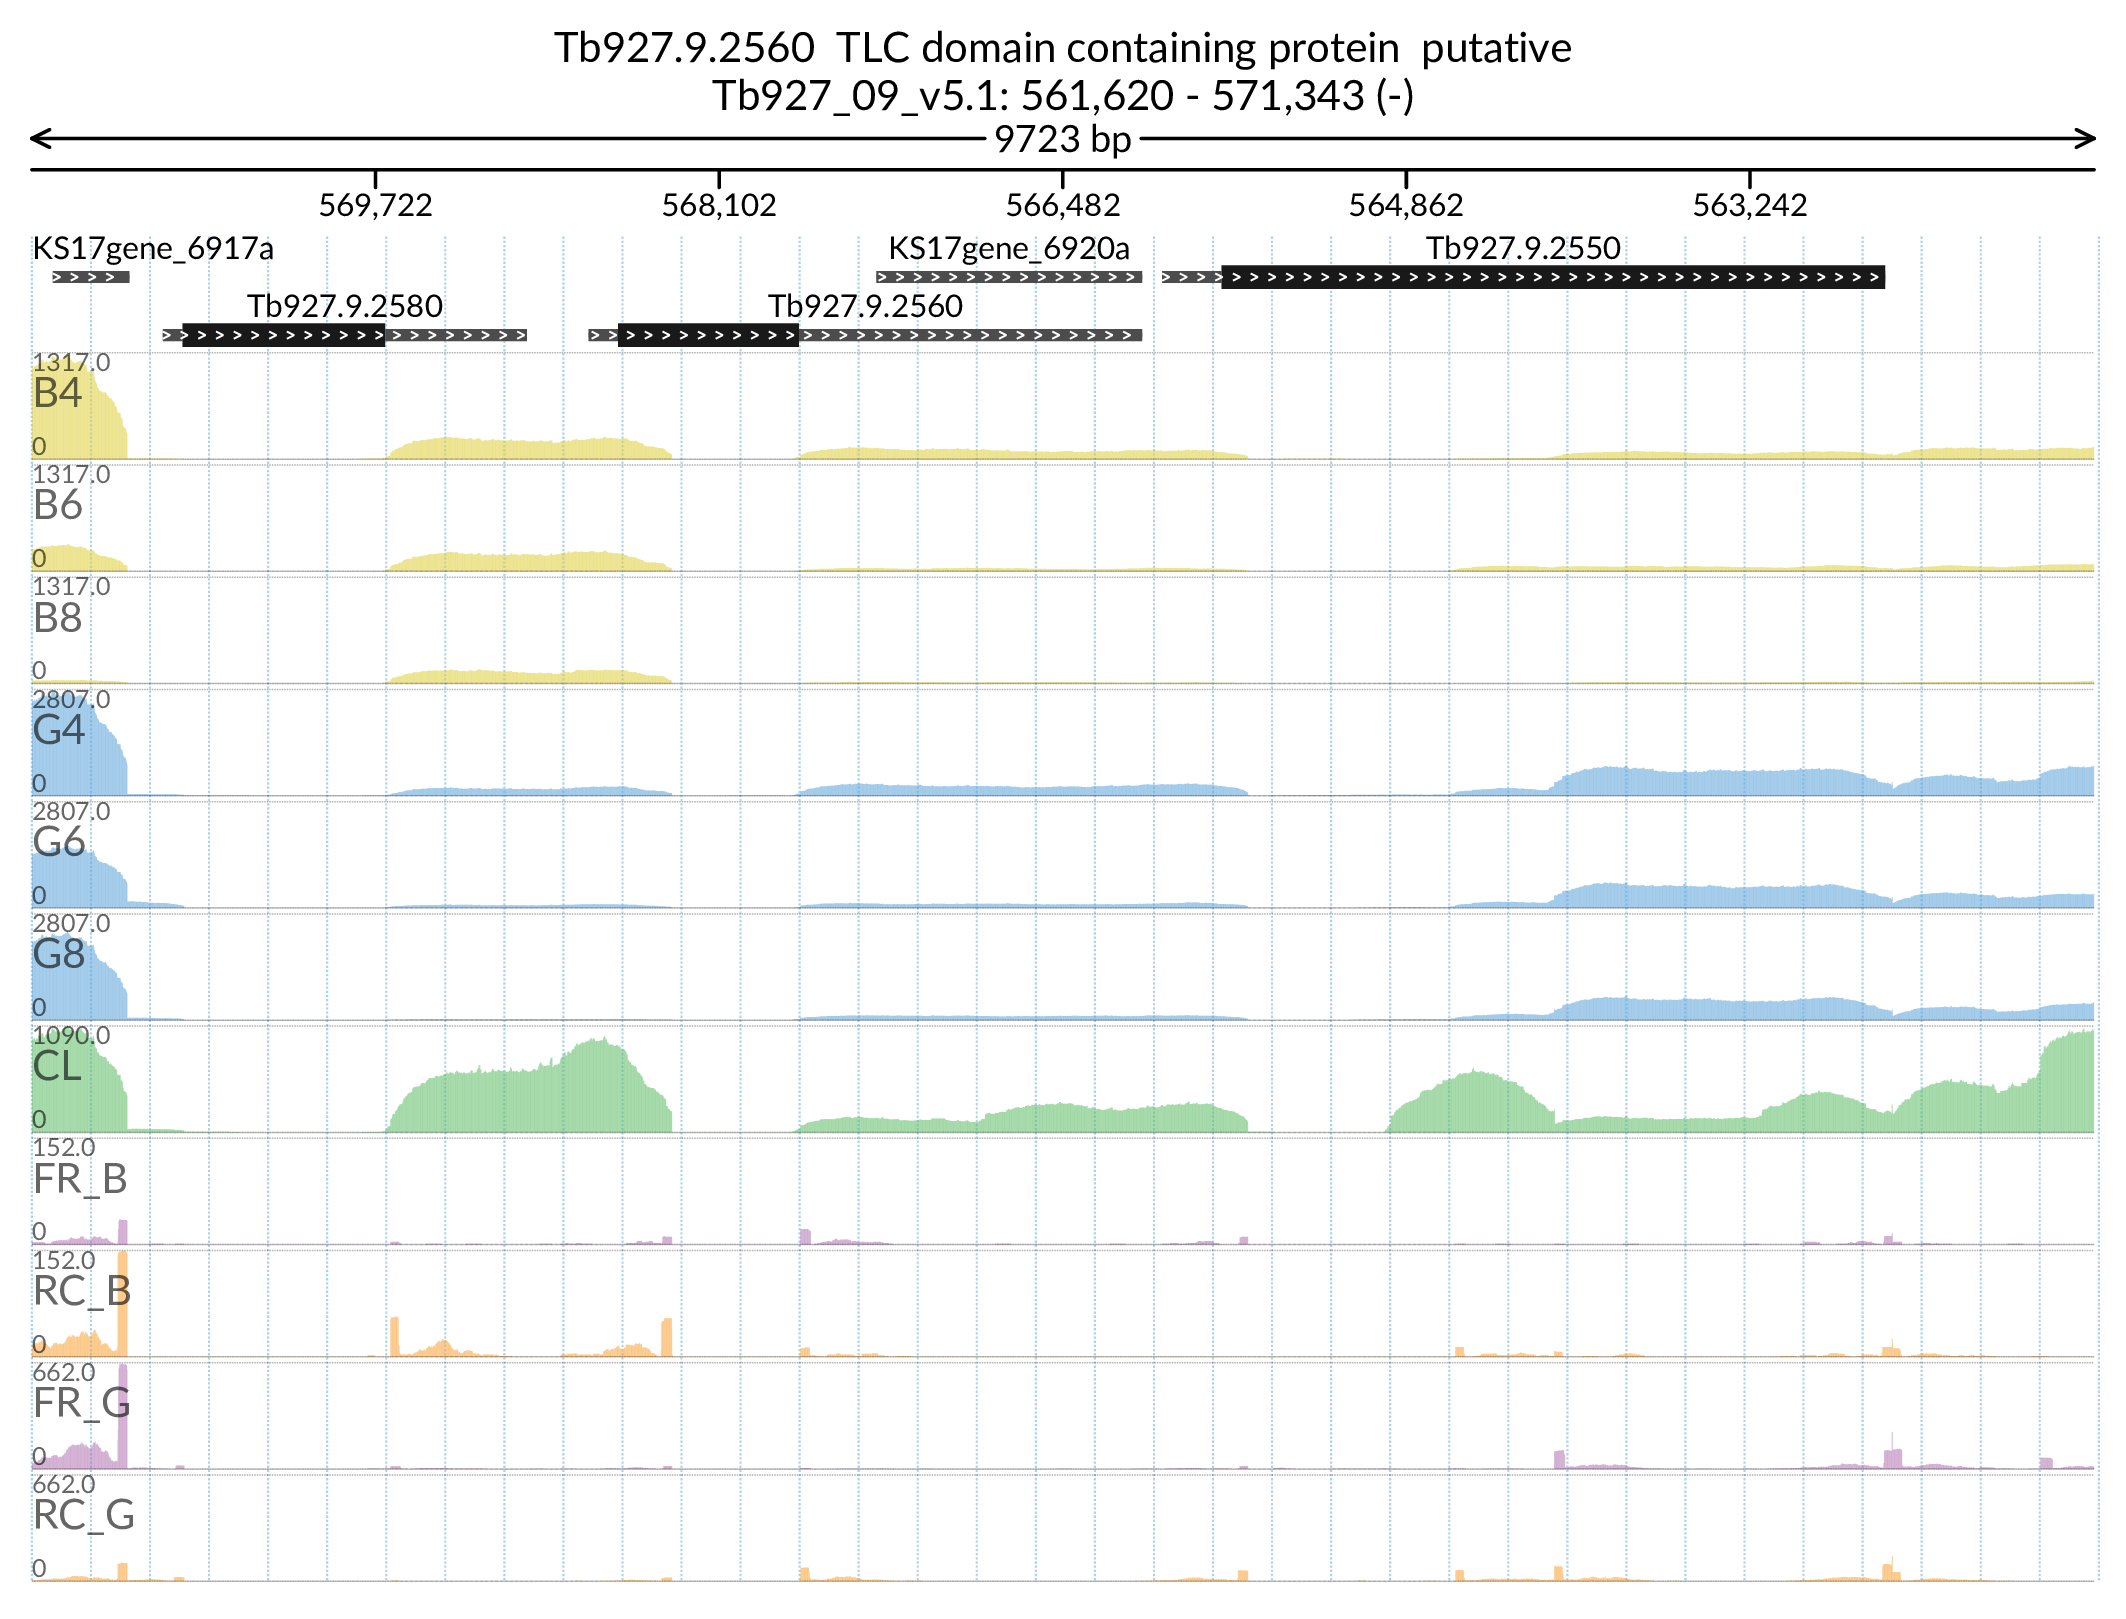 Tb927.9.2560  TLC domain containing protein  putative
Tb927_09_v5.1: 561,620 - 571,343 (-)
9723 bp
569,722 568,102 566,482 564,862 563,242
KS17gene_6917a KS17gene_6920a Tb927.9.2550
Tb927.9.2580 Tb927.9.2560
1317.0
B4
0
1317.0
B6
0
1317.0
B8
0
2807.0
G4
0
2807.0
G6
0
2807.0
G8
0
1090.0
CL
0
152.0
FR_B
0
152.0
RC_B
0
662.0
FR_G
0
662.0
RC_G
0